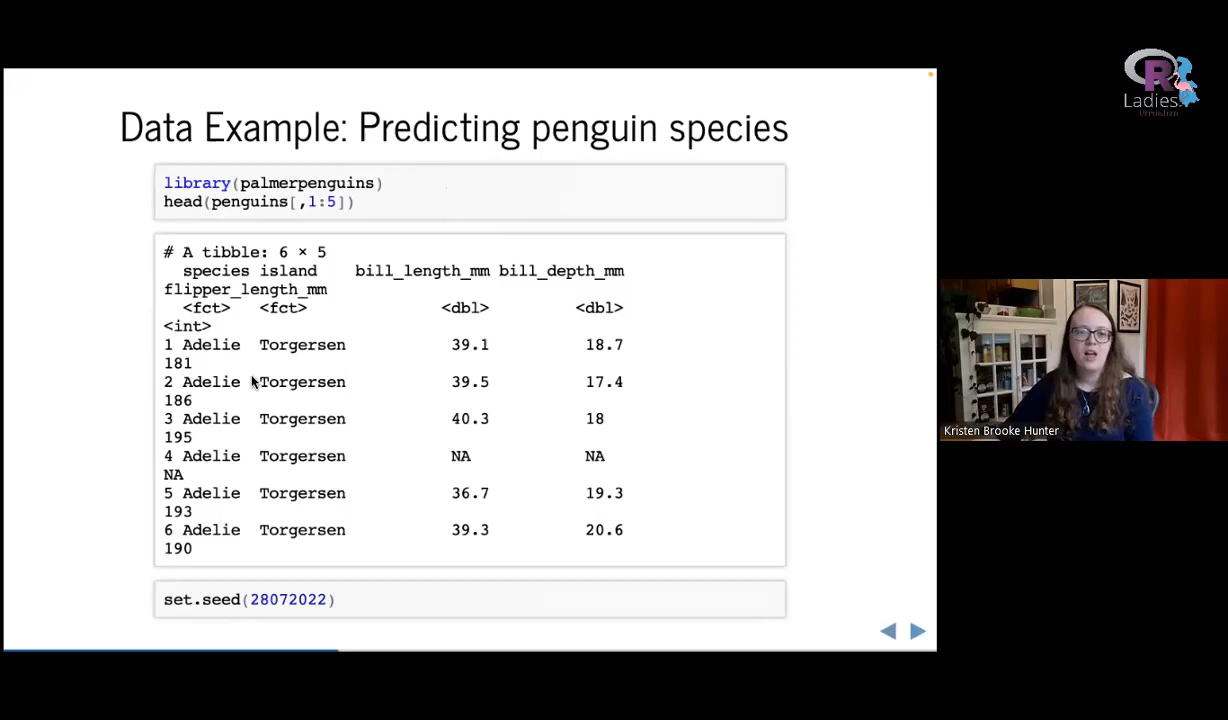 Data Example: Predicting penguin species
library(palmerpenguins)
head(penguins[,1:5])
# A tibble: 6 × 5
species island bill_length_mm bill_depth_mm
flipper_length_mm
<fct> <fct> <dbl> <dbl>
<int>
1 Adelie Torgersen 39.1 18.7
181
2 Adelie Torgersen 39.5 17.4
186
3 Adelie Torgersen 40.3 18
195
4 Adelie Torgersen NA NA
NA
5 Adelie Torgersen 36.7 19.3
193
6 Adelie Torgersen 39.3 20.6
190
set.seed(28072022)
R
Ladies
Kristen Brooke Hunter